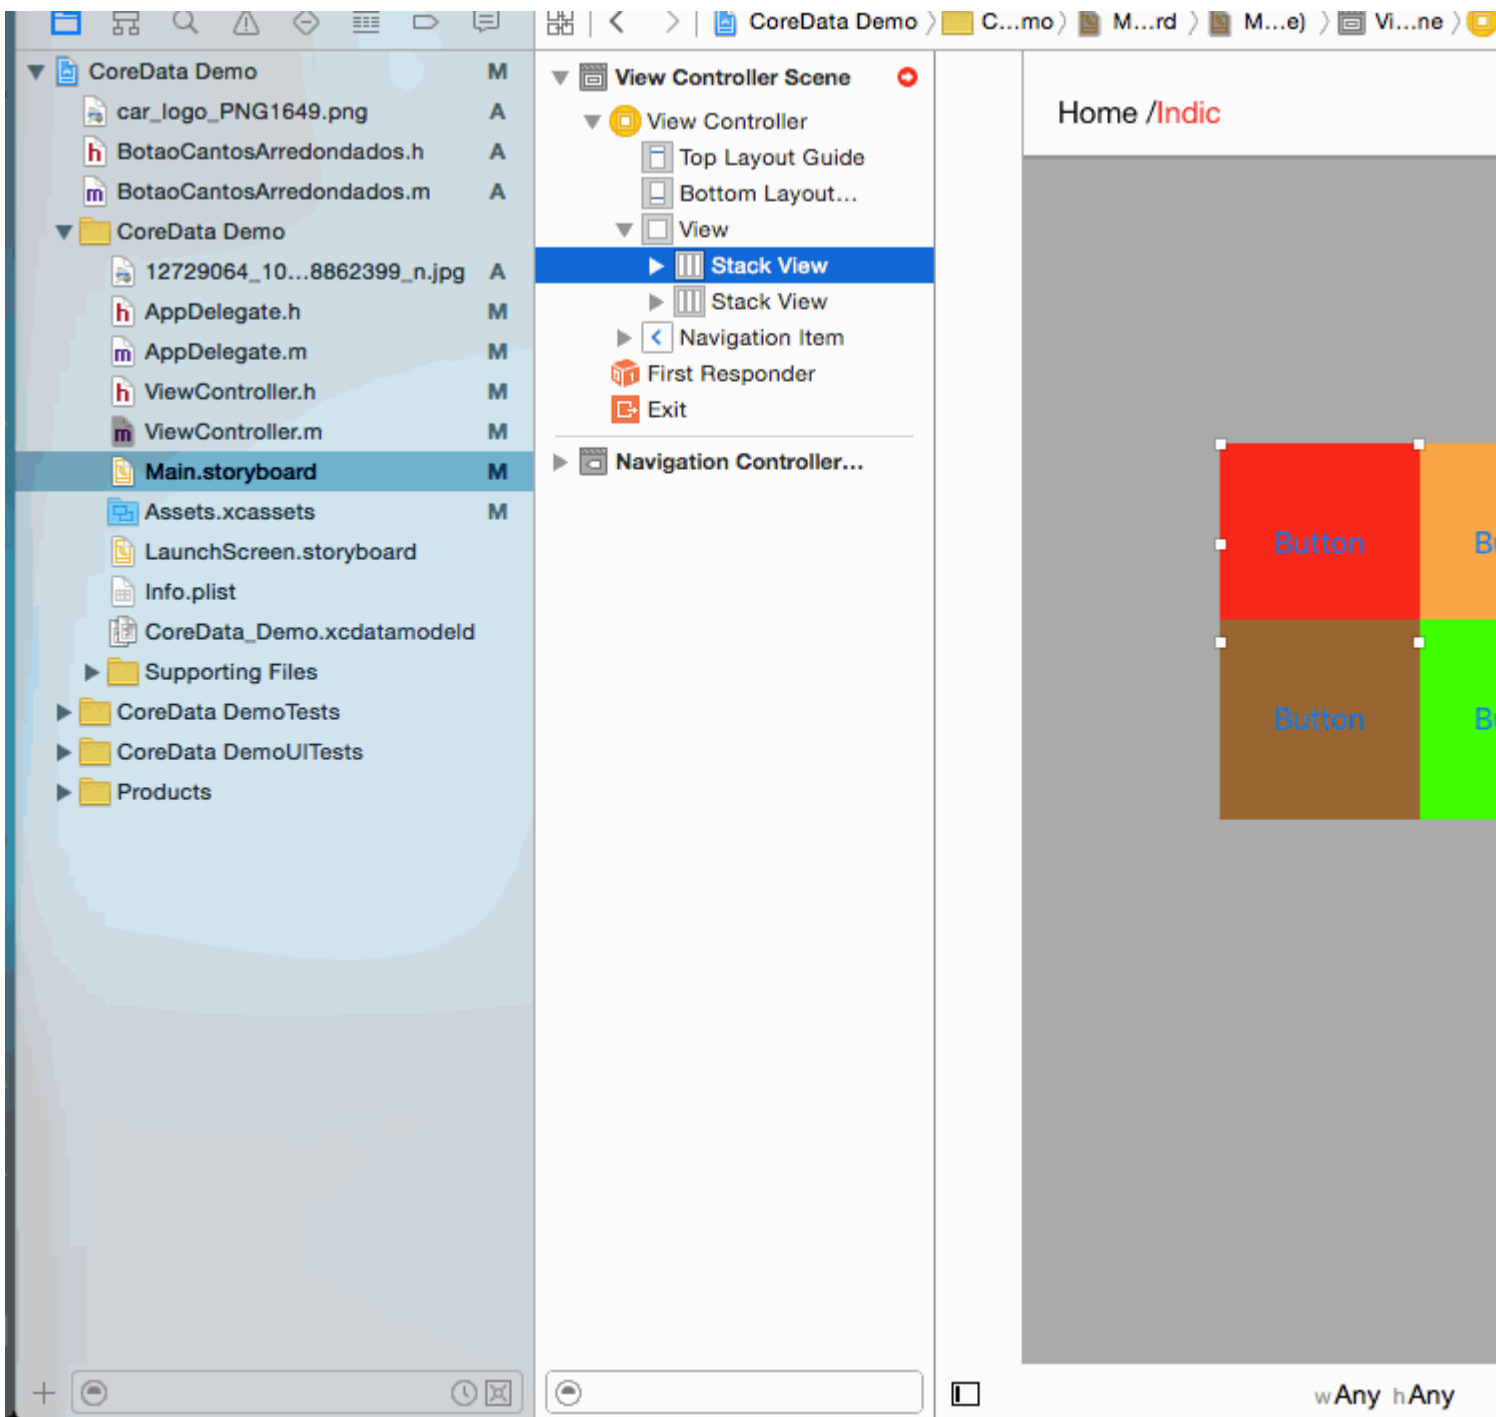 CoreData Demo C...mo M...rd M...e) Vi...ne
CoreData Demo M
car_logo_PNG1649.png A
BotaoCantosArredondados.h A
BotaoCantosArredondados.m A
CoreData Demo
12729064_10...8862399_n.jpg A
AppDelegate.h M
AppDelegate.m M
ViewController.h M
ViewController.m M
Main.storyboard M
Assets.xcassets M
LaunchScreen.storyboard
Info.plist
CoreData_Demo.xcdatamodeld
Supporting Files
CoreData DemoTests
CoreData DemoUITests
Products
View Controller Scene
View Controller
Top Layout Guide
Bottom Layout...
View
Stack View
Stack View
Navigation Item
First Responder
Exit
Navigation Controller...
Home /Indic
Button B
Button B
wAny hAny